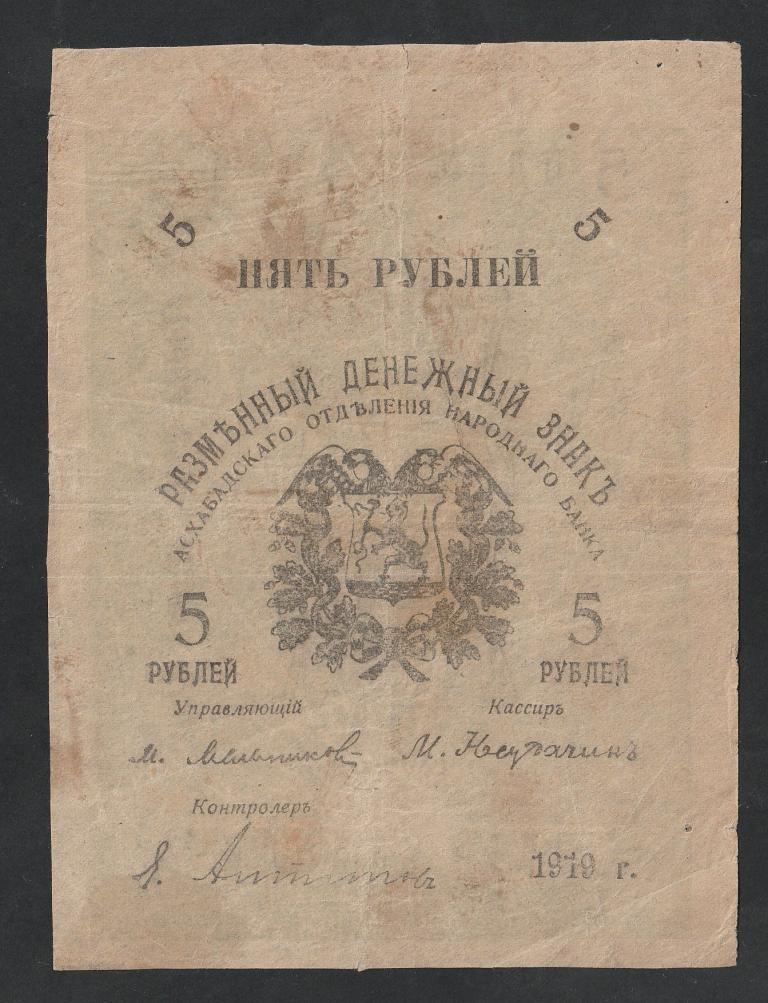 5 5
ПЯТЬ РУБЛЕЙ
РАЗМѢННЫЙ ДЕНЕЖНЫЙ ЗНАКЪ
АСХАБАДСКАГО ОТДѢЛЕНІЯ НАРОДНАГО БАНКА
5 5
РУБЛЕЙ РУБЛЕЙ
Управляющій Кассиръ
М. Мельниковъ М.
Контролеръ
1919 г.